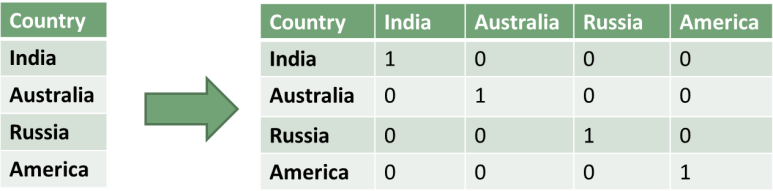 Country
India
Australia
Russia
America
Country India Australia Russia America
India 1 0 0 0
Australia 0 1 0 0
Russia 0 0 1 0
America 0 0 0 1